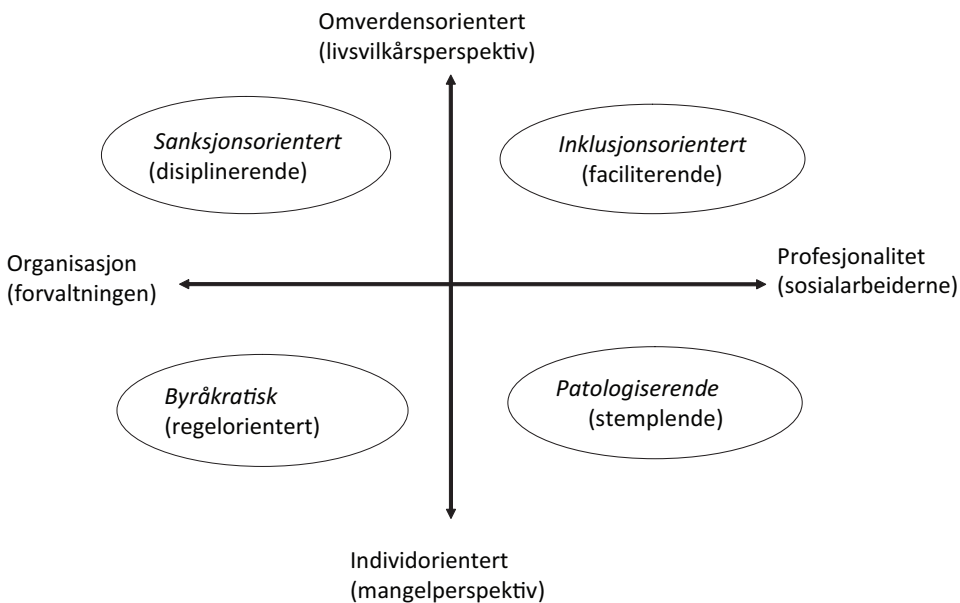 Omverdensorientert
(livsvilkårsperspektiv)
Sanksjonsorientert
(disiplinerende)
Inklusjonsorientert
(faciliterende)
Organisasjon
(forvaltningen)
Profesjonalitet
(sosialarbeiderne)
Byråkratisk
(regelorientert)
Patologiserende
(stemplende)
Individorientert
(mangelperspektiv)